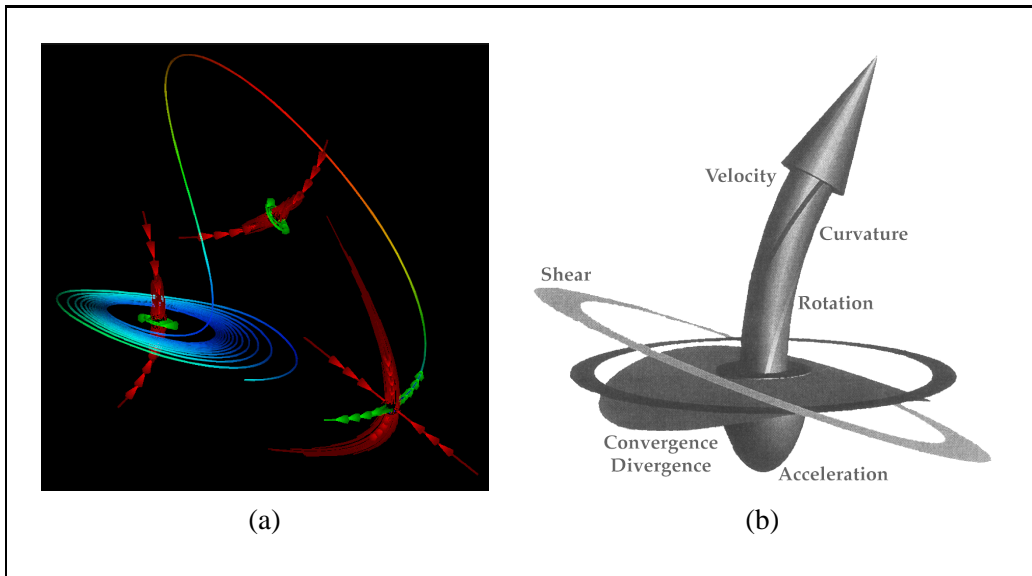 Velocity
Curvature
Shear
Rotation
Convergence
Divergence
Acceleration
(a)
(b)